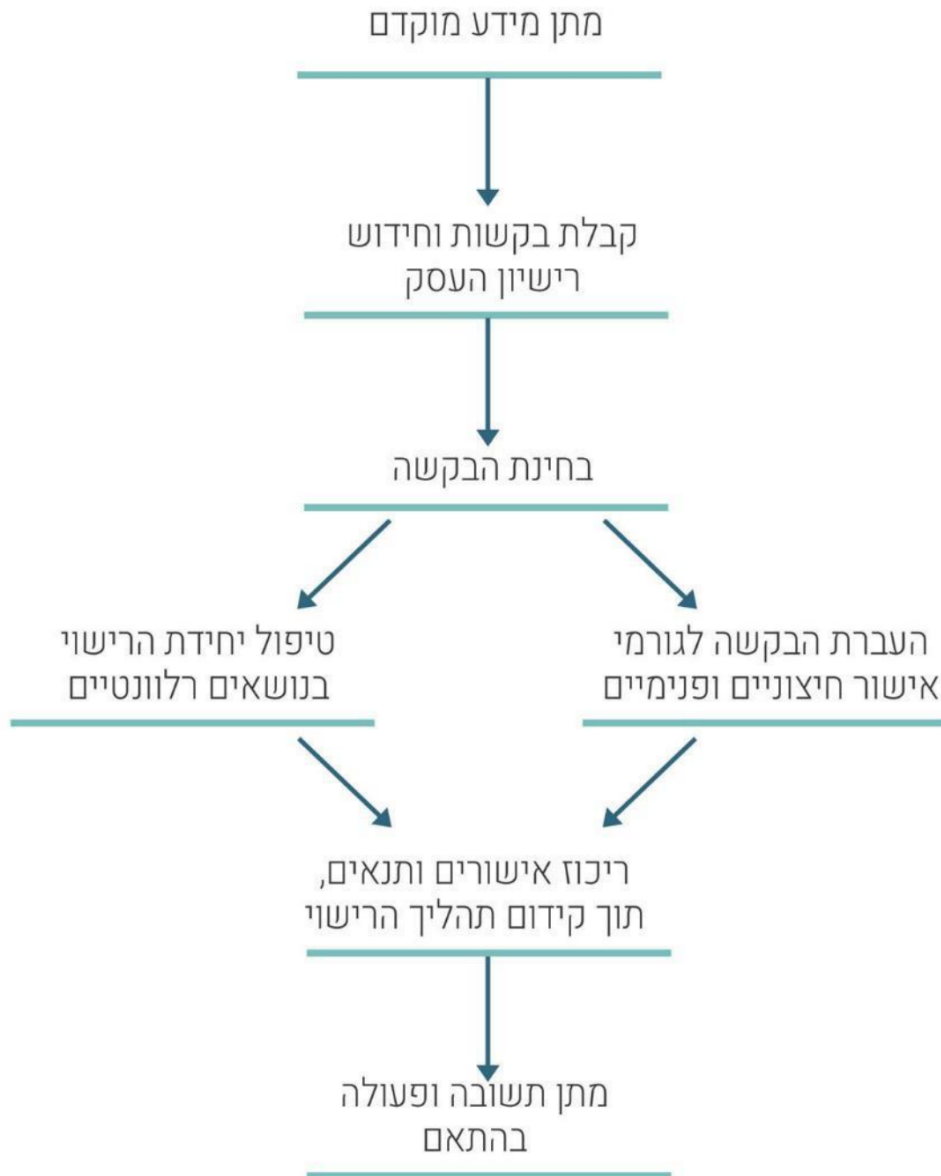 מתן מידע מוקדם
קבלת בקשות וחידוש
רישיון העסק
בחינת הבקשה
העברת הבקשה לגורמי
אישור חיצוניים ופנימיים
טיפול יחידת הרישוי
בנושאים רלוונטיים
ריכוז אישורים ותנאים,
תוך קידום תהליך הרישוי
מתן תשובה ופעולה
בהתאם